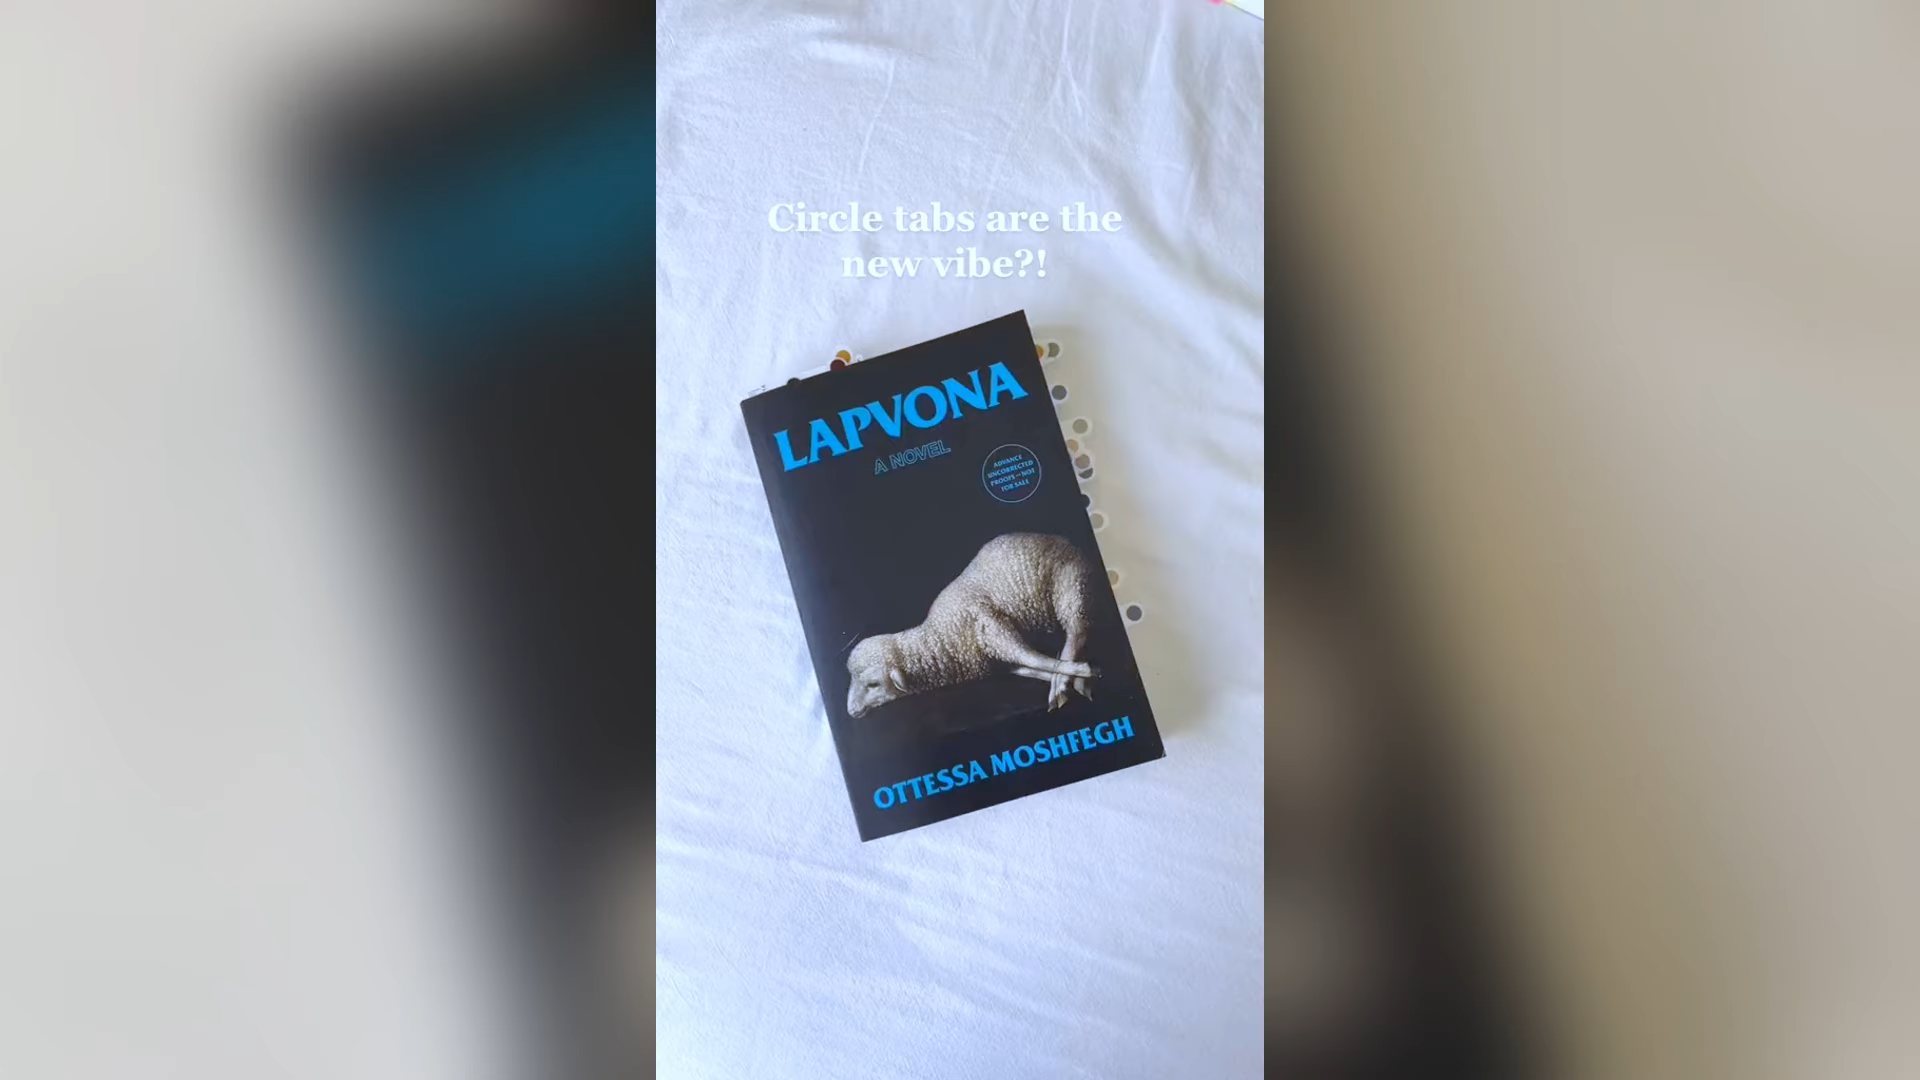 Circle tabs are the
new vibe?!
LAPVONA
A NOVEL
ADVANCE
UNCORRECTED
PROOFS—NOT
FOR SALE
OTTESSA MOSHFEGH